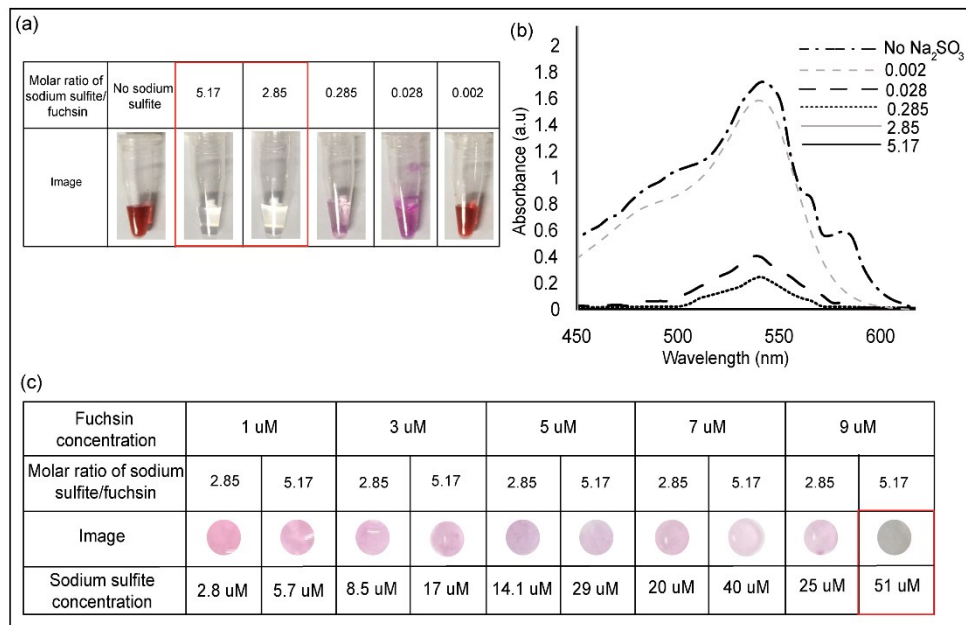 (a)
Molar ratio of sodium sulfite/ fuchsin No sodium sulfite 5.17 2.85 0.285 0.028 0.002
Image
(b)
Absorbance (a.u)
2
1.8
1.6
1.4
1.2
1
0.8
0.6
0.4
0.2
0
450 500 550 600
Wavelength (nm)
No Na₂SO₃
0.002
0.028
0.285
2.85
5.17
(c)
Fuchsin concentration 1 uM 3 uM 5 uM 7 uM 9 uM
Molar ratio of sodium sulfite/fuchsin 2.85 5.17 2.85 5.17 2.85 5.17 2.85 5.17 2.85 5.17
Image
Sodium sulfite concentration 2.8 uM 5.7 uM 8.5 uM 17 uM 14.1 uM 29 uM 20 uM 40 uM 25 uM 51 uM